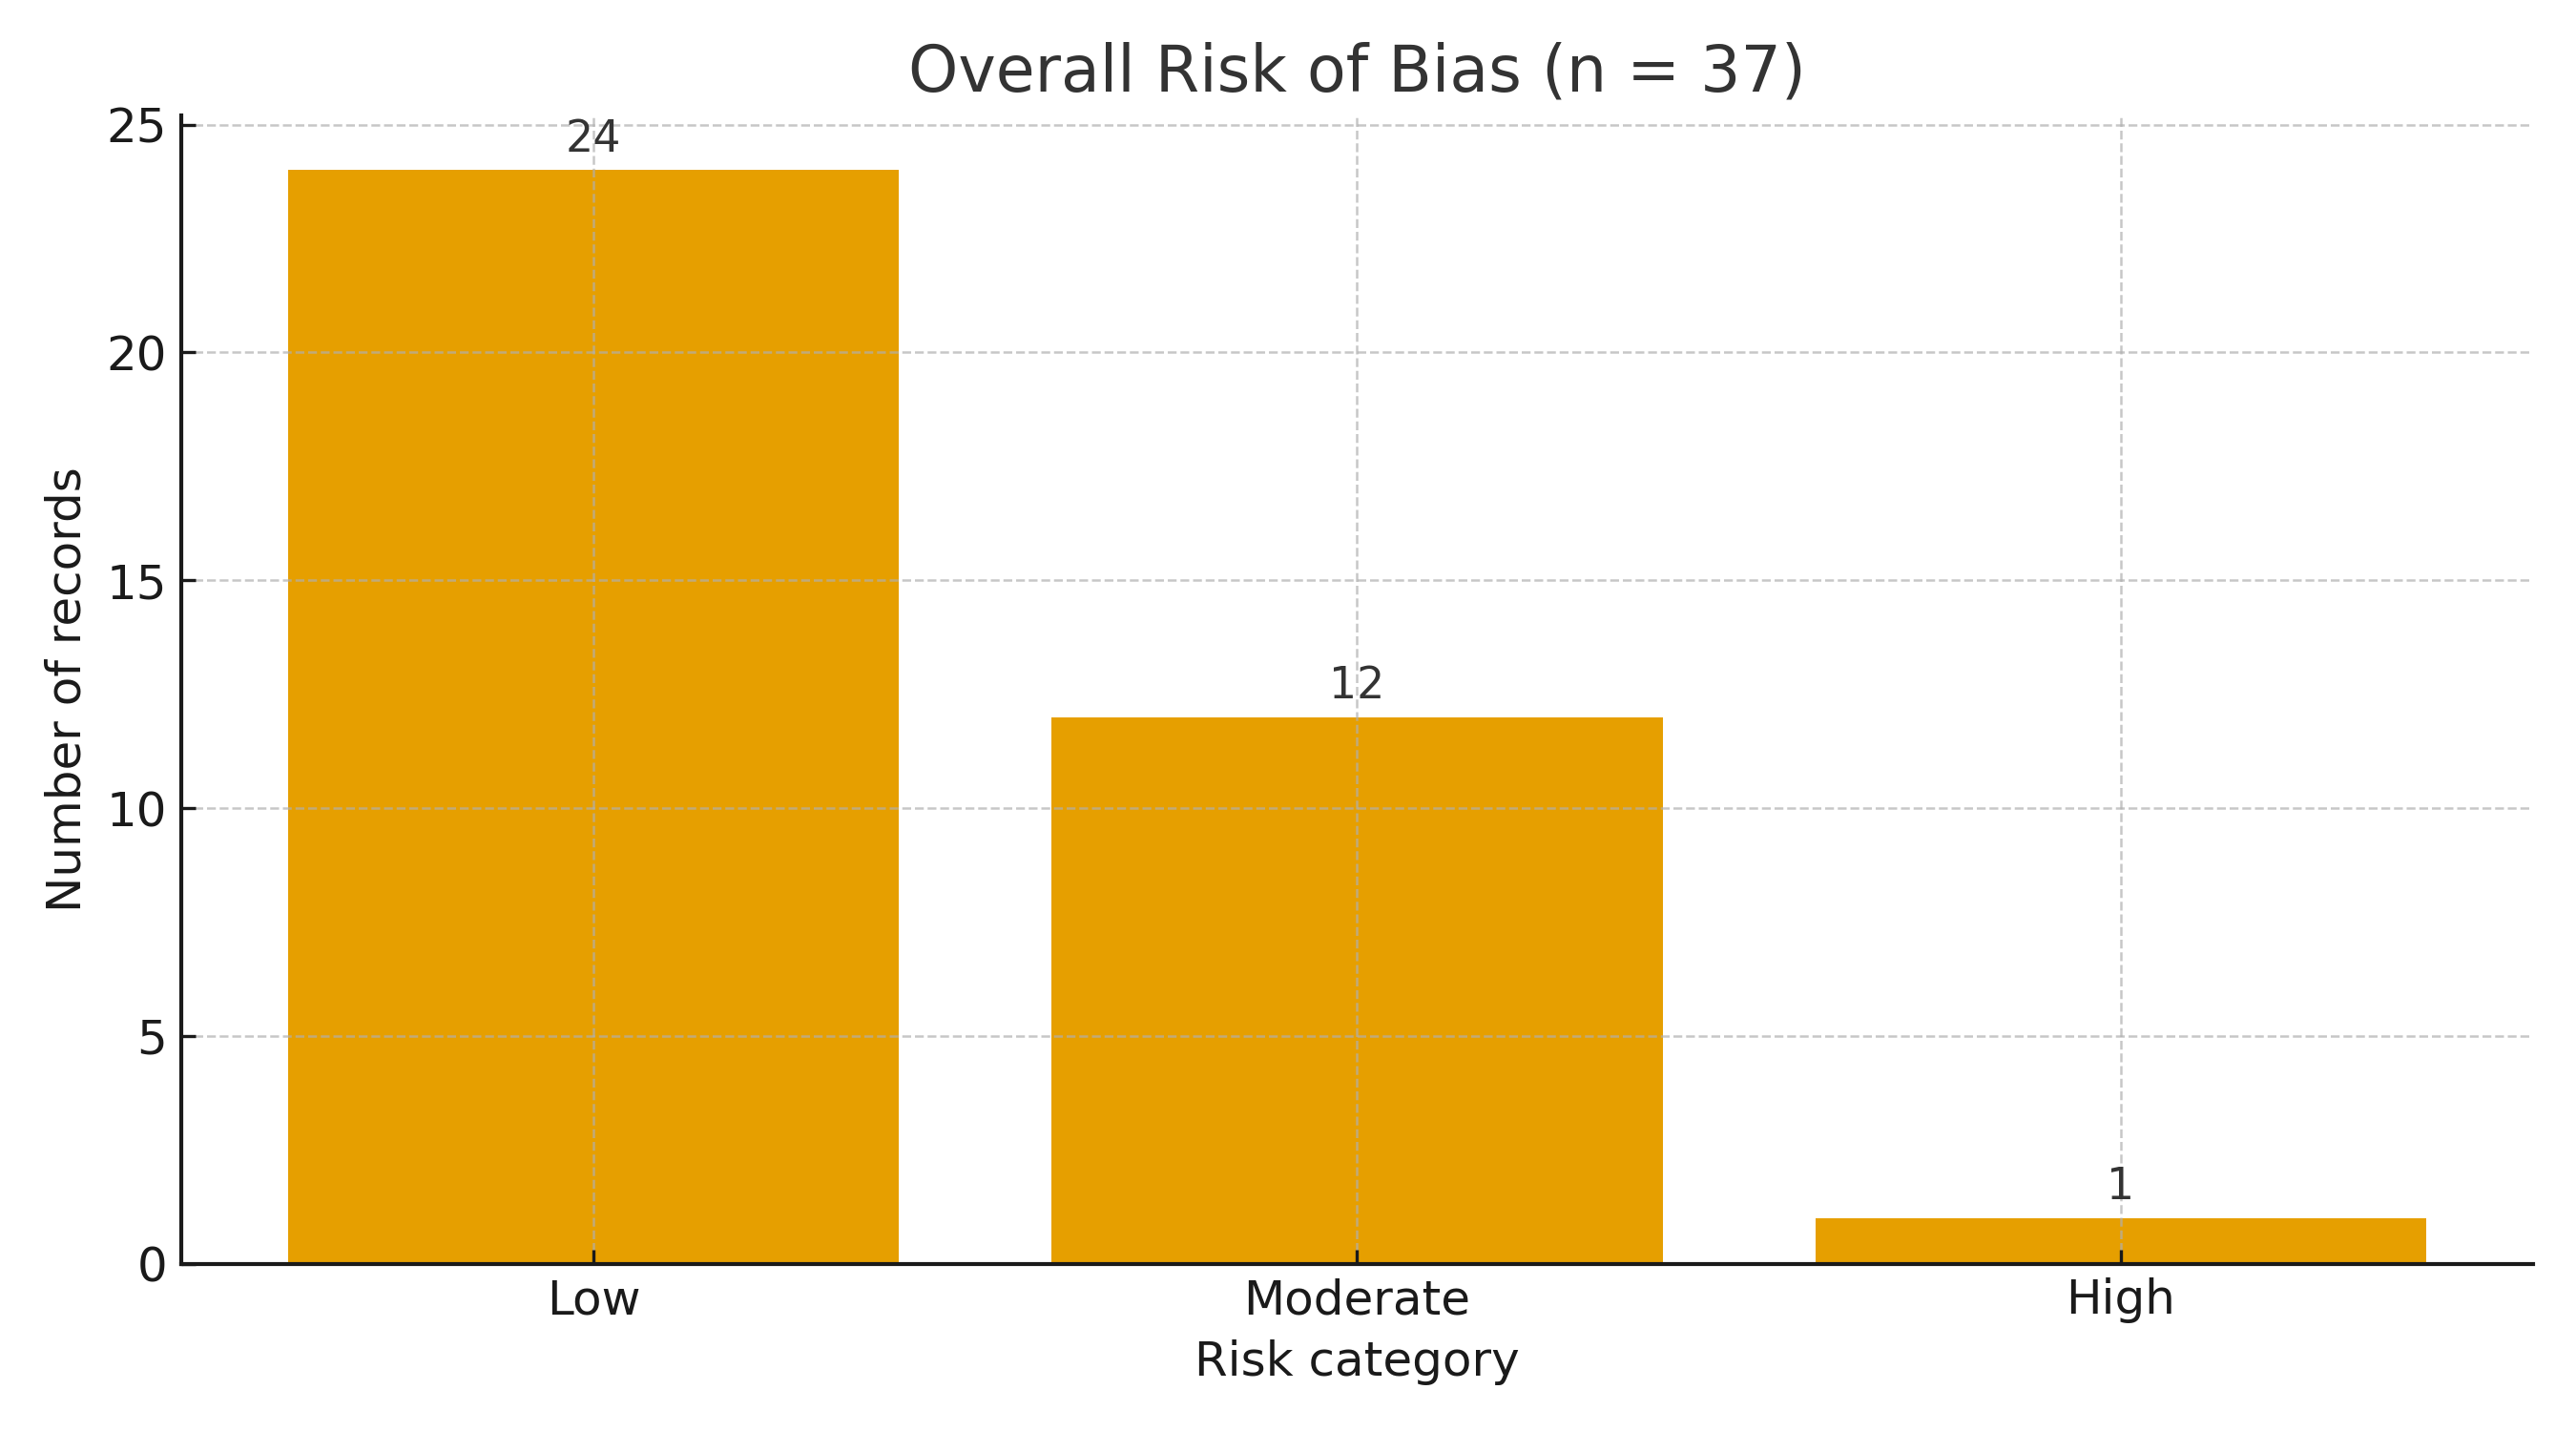 Overall Risk of Bias (n = 37)
Number of records
25
20
15
10
5
0
24
12
1
Low
Moderate
High
Risk category